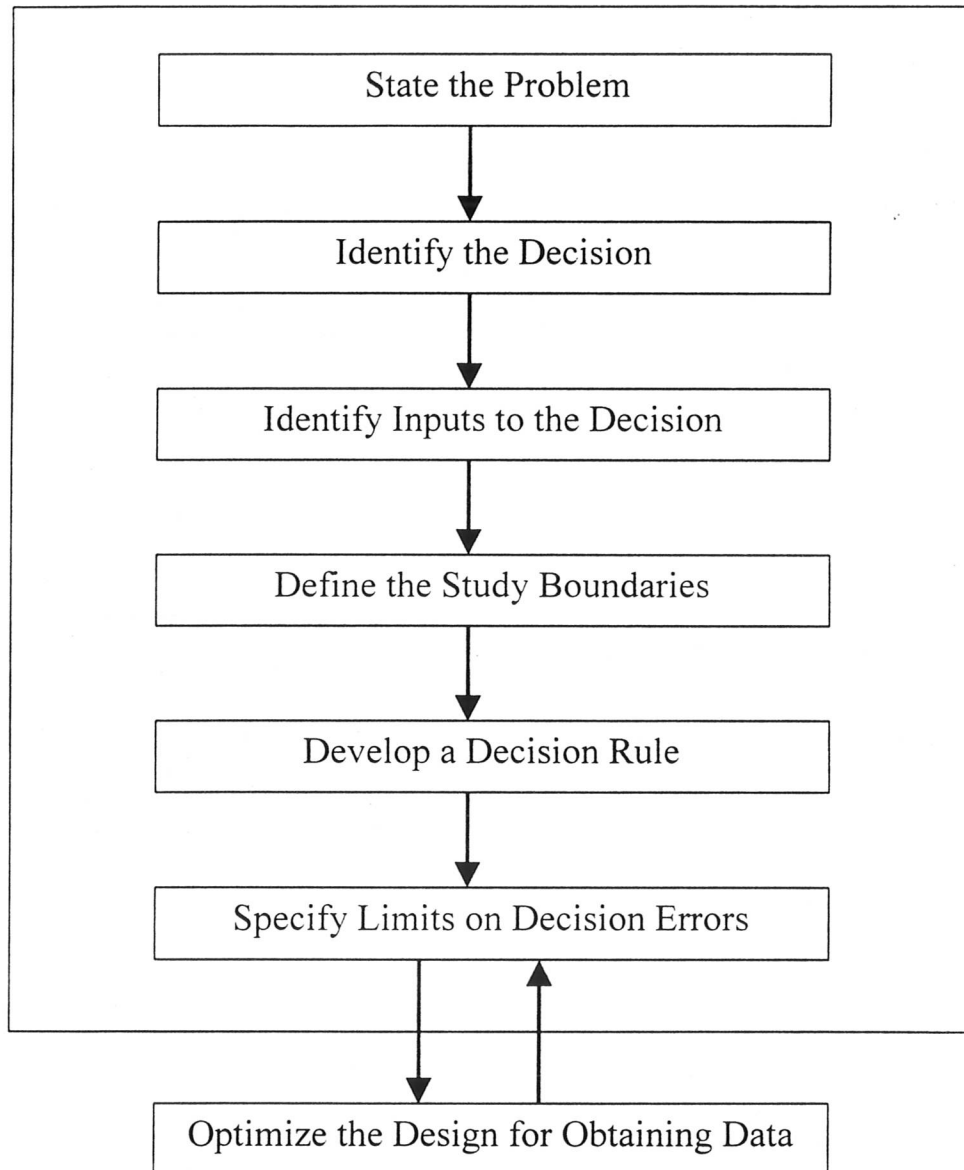 State the Problem
Identify the Decision
Identify Inputs to the Decision
Define the Study Boundaries
Develop a Decision Rule
Specify Limits on Decision Errors
Optimize the Design for Obtaining Data